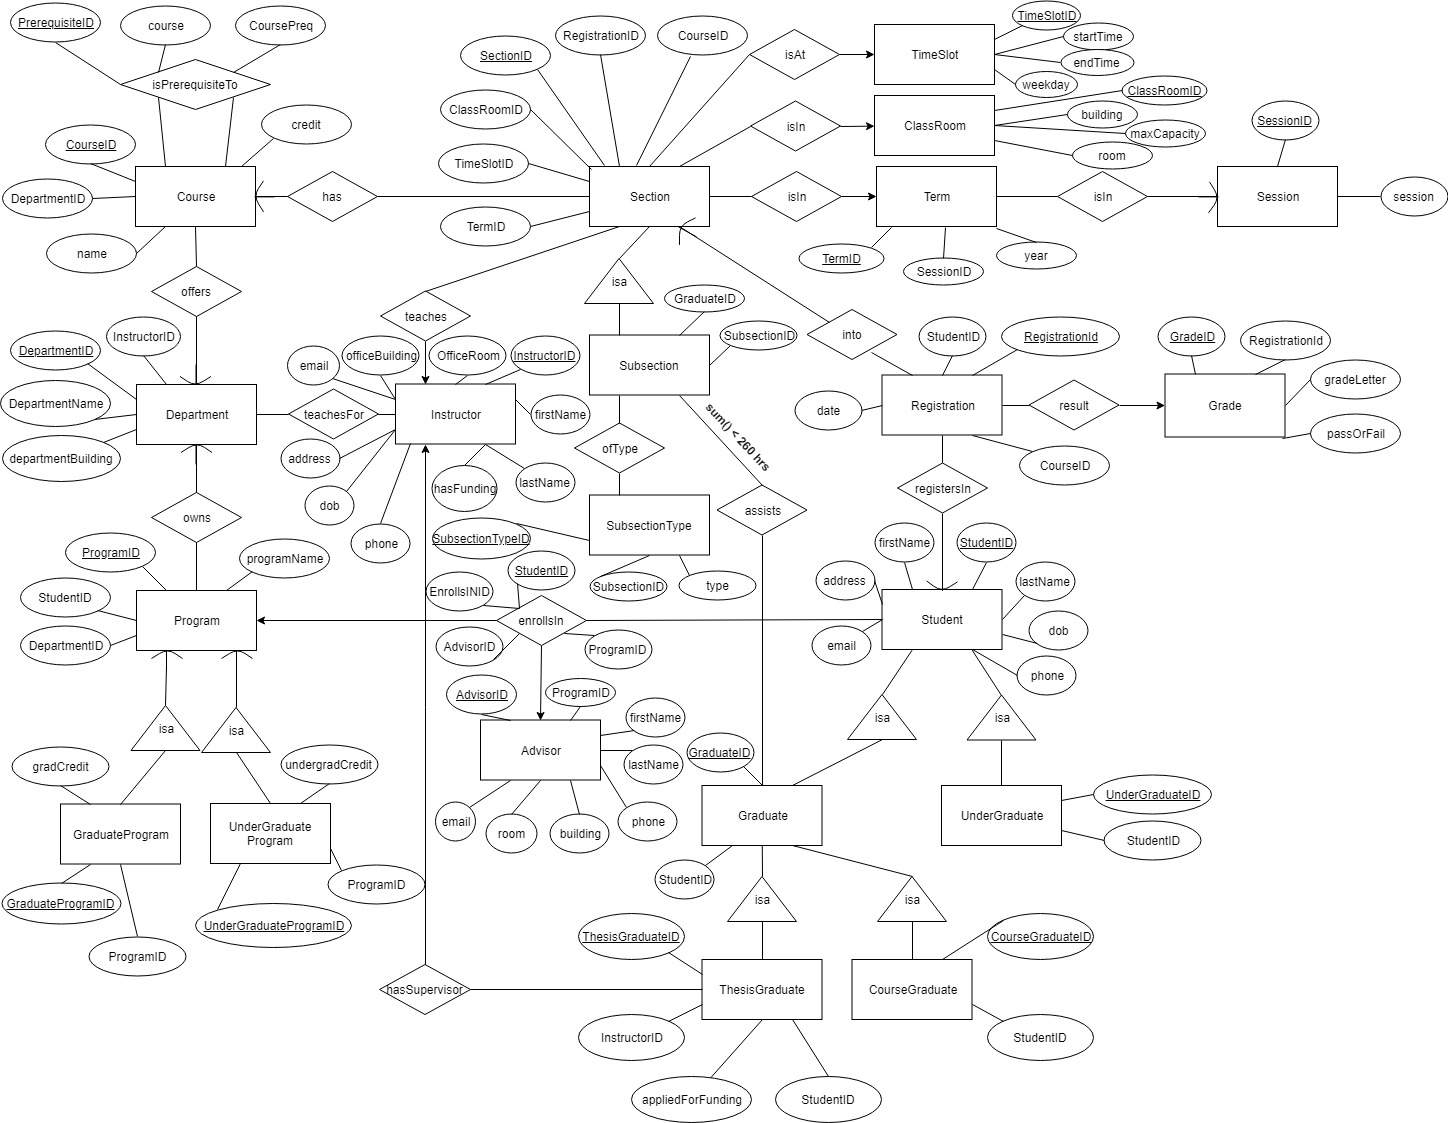 PrerequisiteID
course
CoursePreq
isPrerequisiteTo
CourseID
credit
DepartmentID
Course
name
has
SectionID
RegistrationID
CourseID
ClassRoomID
TimeSlotID
TermID
Section
isAt
TimeSlot
TimeSlotID
startTime
endTime
weekday
isIn
ClassRoom
ClassRoomID
building
maxCapacity
room
isIn
Term
TermID
SessionID
year
isIn
SessionID
Session
session
offers
teaches
isa
GraduateID
SubsectionID
Subsection
into
StudentID
RegistrationId
date
Registration
CourseID
result
GradeID
RegistrationId
gradeLetter
passOrFail
Grade
DepartmentID
InstructorID
DepartmentName
departmentBuilding
Department
teachesFor
email
officeBuilding
OfficeRoom
InstructorID
Instructor
firstName
address
dob
phone
hasFunding
lastName
ofType
sum() < 260 hrs
assists
registersIn
owns
SubsectionType
SubsectionTypeID
SubsectionID
type
ProgramID
programName
StudentID
DepartmentID
Program
EnrollsINID
StudentID
enrollsIn
AdvisorID
ProgramID
firstName
StudentID
address
lastName
Student
email
dob
phone
isa
isa
AdvisorID
ProgramID
firstName
Advisor
lastName
email
room
building
phone
isa
isa
gradCredit
undergradCredit
GraduateProgram
UnderGraduate
Program
GraduateProgramID
ProgramID
UnderGraduateProgramID
ProgramID
GraduateID
Graduate
StudentID
UnderGraduate
UnderGraduateID
StudentID
isa
isa
ThesisGraduateID
CourseGraduateID
hasSupervisor
ThesisGraduate
CourseGraduate
InstructorID
StudentID
appliedForFunding
StudentID